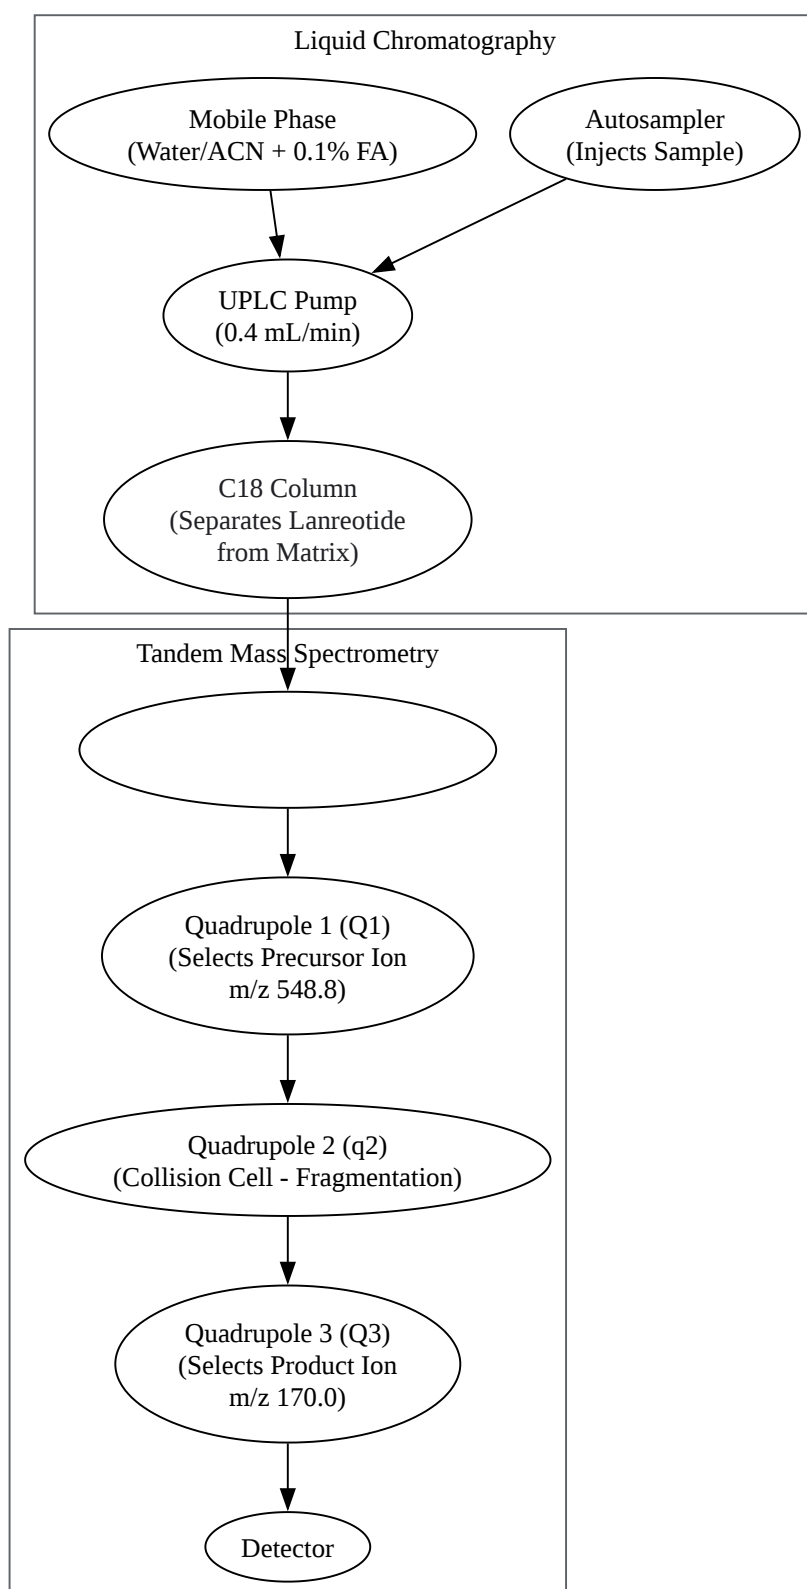 Liquid Chromatography
Mobile Phase
(Water/ACN + 0.1% FA)
Autosampler
(Injects Sample)
UPLC Pump
(0.4 mL/min)
C18 Column
(Separates Lanreotide
from Matrix)
Tandem Mass Spectrometry
Quadrupole 1 (Q1)
(Selects Precursor Ion
m/z 548.8)
Quadrupole 2 (q2)
(Collision Cell - Fragmentation)
Quadrupole 3 (Q3)
(Selects Product Ion
m/z 170.0)
Detector